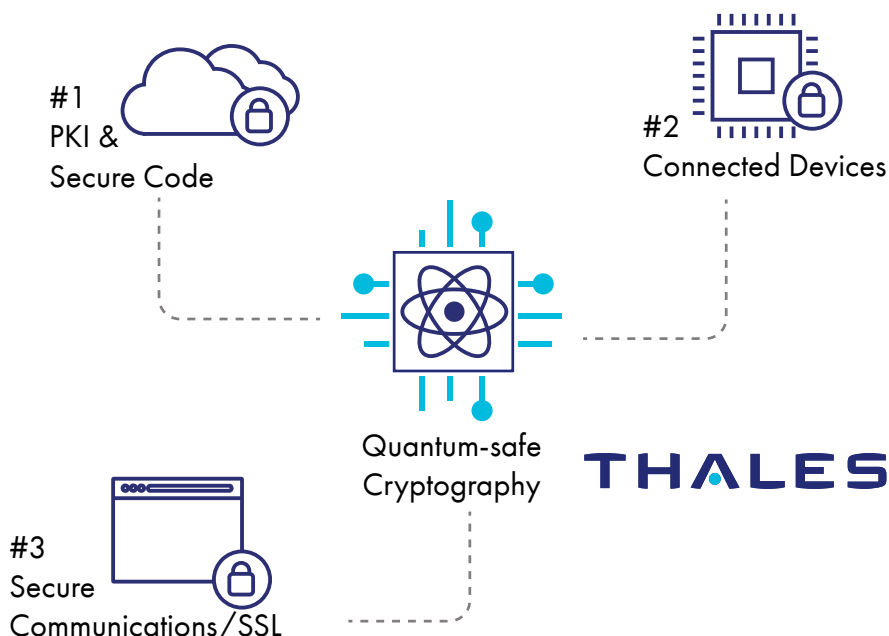 #1
PKI &
Secure Code
#2
Connected Devices
Quantum-safe
Cryptography
THALES
#3
Secure
Communications/SSL